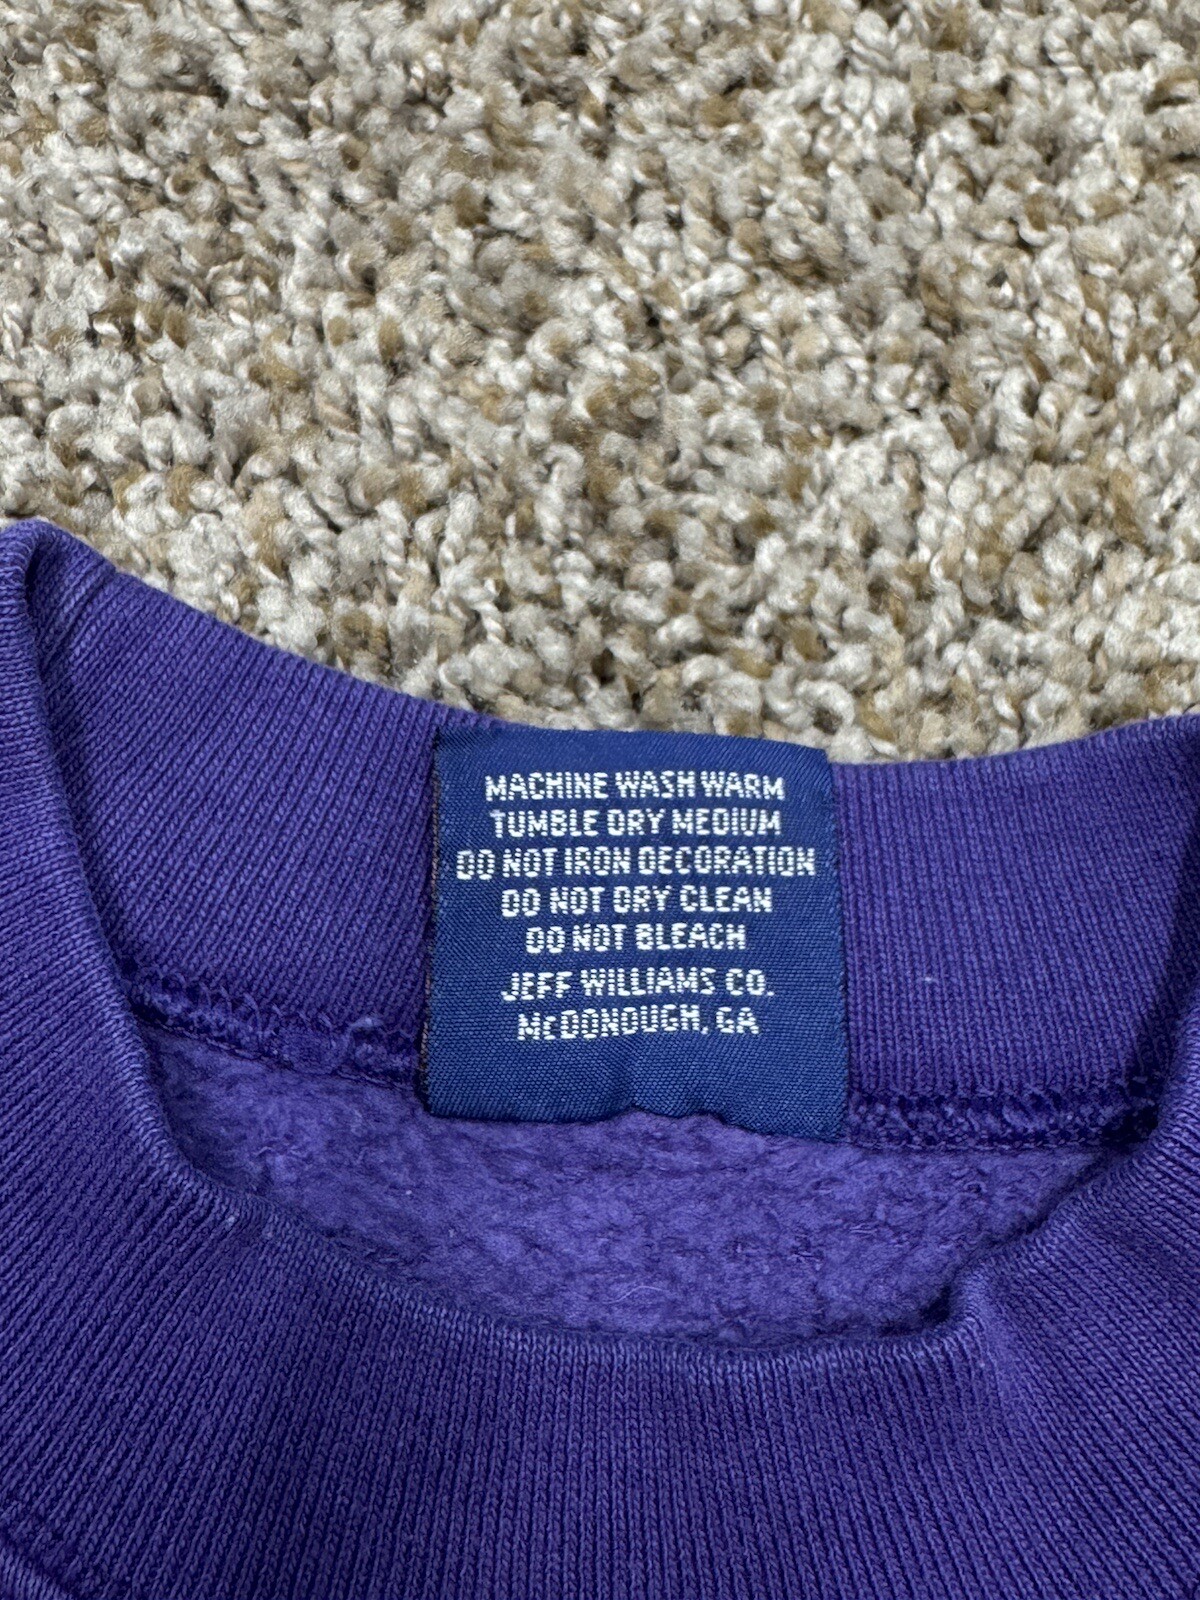 MACHINE WASH WARM
TUMBLE DRY MEDIUM
DO NOT IRON DECORATION
DO NOT DRY CLEAN
DO NOT BLEACH
JEFF WILLIAMS CO.
McDONOUGH, GA